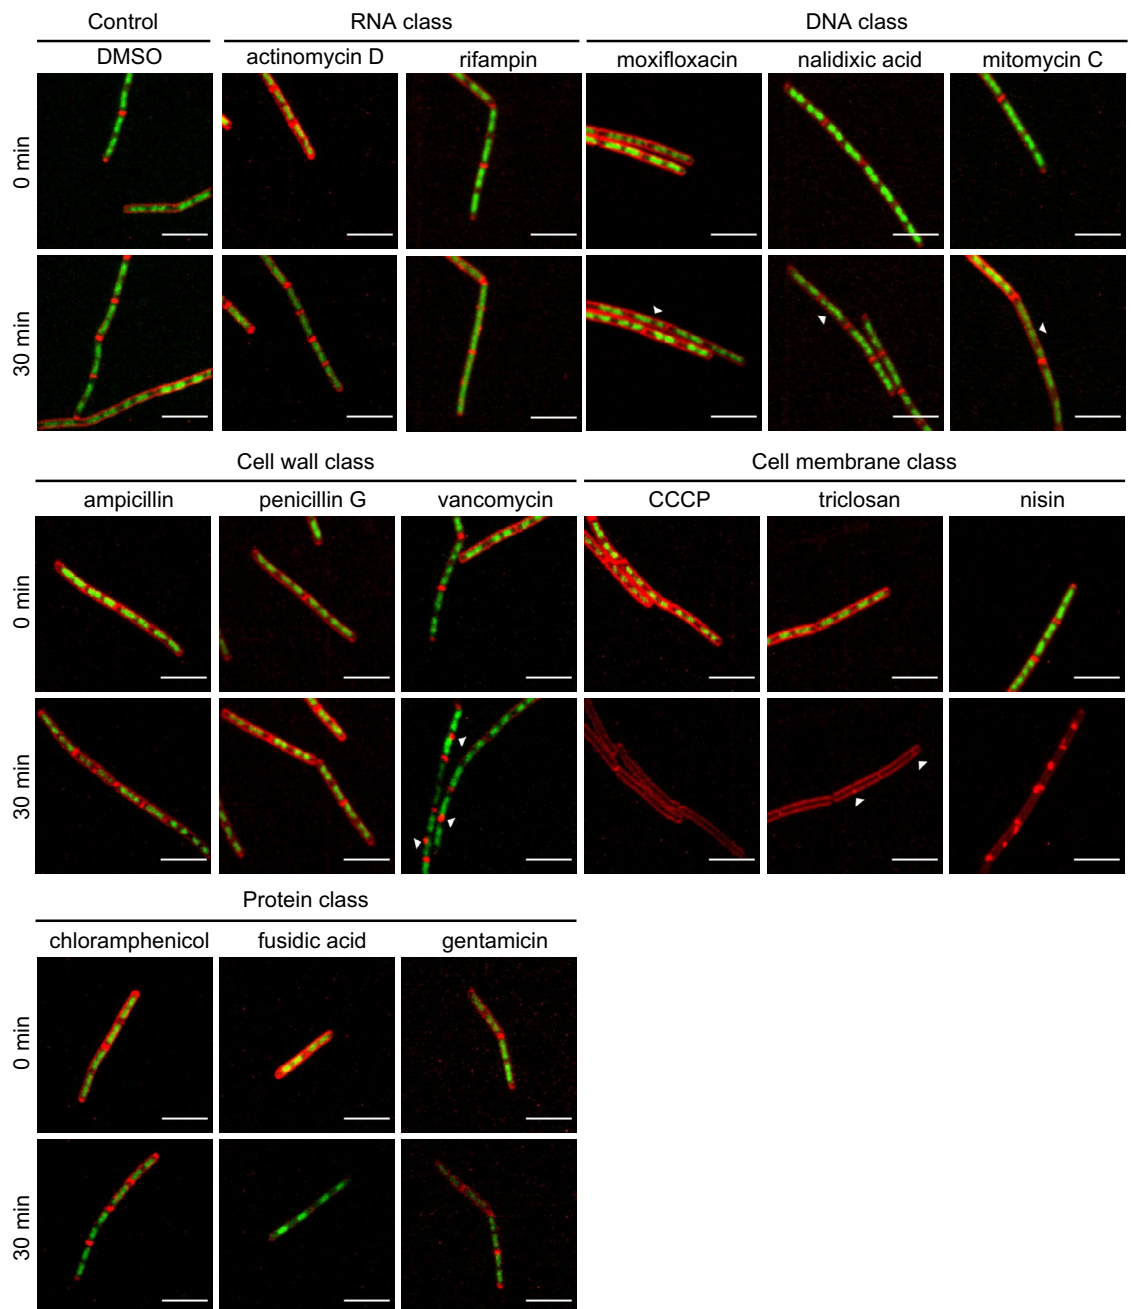 Control RNA class DNA class
DMSO actinomycin D rifampin moxifloxacin nalidixic acid mitomycin C
0 min
30 min
Cell wall class Cell membrane class
ampicillin penicillin G vancomycin CCCP triclosan nisin
0 min
30 min
Protein class
chloramphenicol fusidic acid gentamicin
0 min
30 min